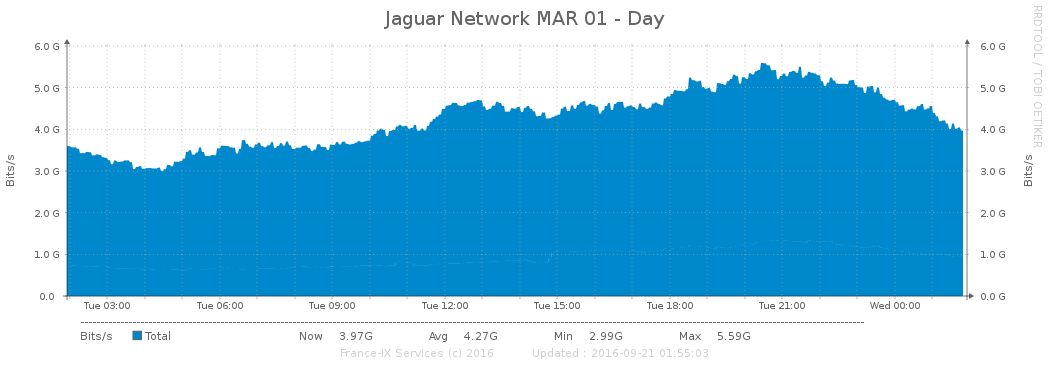 Jaguar Network MAR 01 - Day
RRDTOOL / TOBI OETIKER
Bits/s
6.0 G
5.0 G
4.0 G
3.0 G
2.0 G
1.0 G
0.0
6.0 G
5.0 G
4.0 G
3.0 G
2.0 G
1.0 G
0.0 G
Bits/s
Tue 03:00 Tue 06:00 Tue 09:00 Tue 12:00 Tue 15:00 Tue 18:00 Tue 21:00 Wed 00:00
Bits/s Total Now 3.97G Avg 4.27G Min 2.99G Max 5.59G
France-IX Services (c) 2016 Updated : 2016-09-21 01:55:03